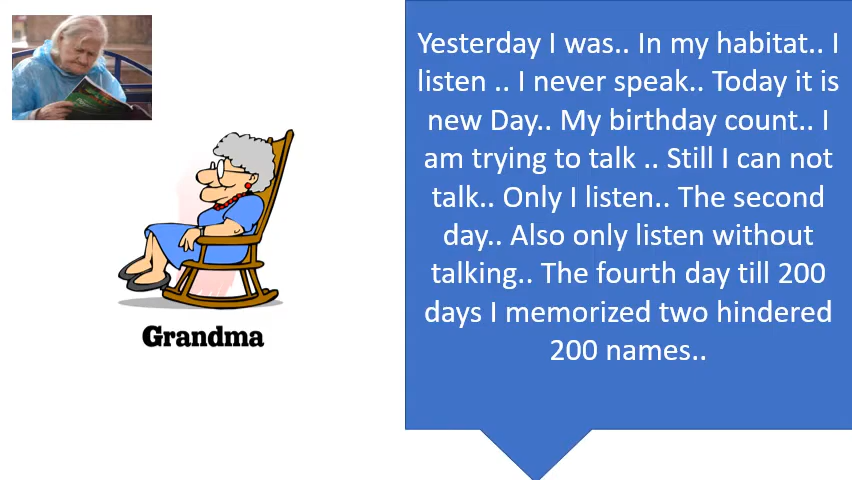 Yesterday I was.. In my habitat.. I
listen .. I never speak.. Today it is
new Day.. My birthday count.. I
am trying to talk .. Still I can not
talk.. Only I listen.. The second
day.. Also only listen without
talking.. The fourth day till 200
days I memorized two hindered
200 names..
Grandma